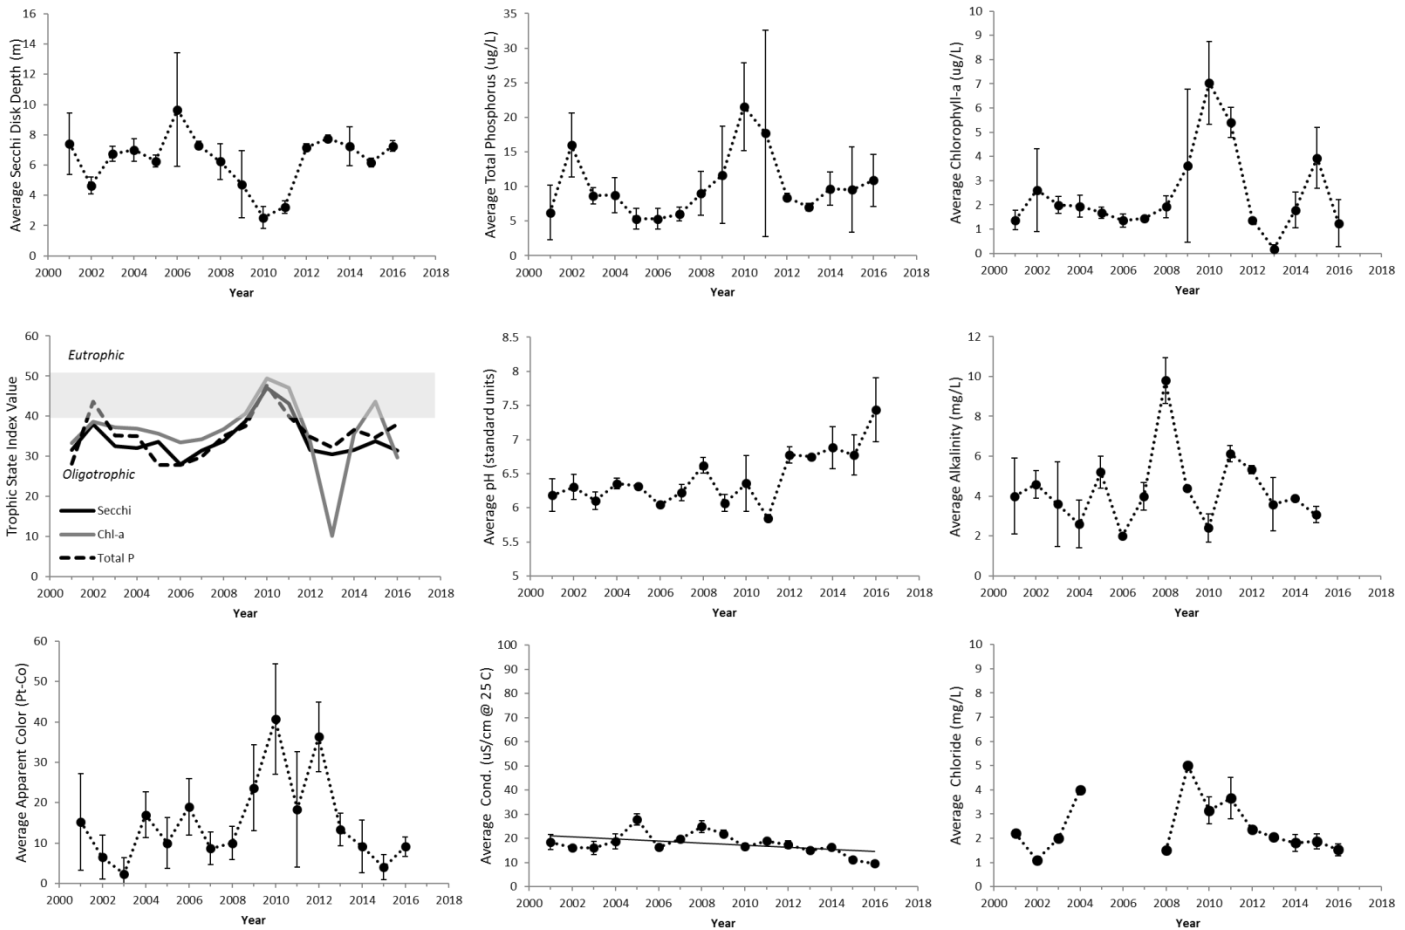 Average Secchi Disk Depth (m)
16
14
12
10
8
6
4
2
0
2000 2002 2004 2006 2008 2010 2012 2014 2016 2018
Year
Average Total Phosphorus (ug/L)
35
30
25
20
15
10
5
0
2000 2002 2004 2006 2008 2010 2012 2014 2016 2018
Year
Average Chlorophyll-a (ug/L)
10
9
8
7
6
5
4
3
2
1
0
2000 2002 2004 2006 2008 2010 2012 2014 2016 2018
Year
Trophic State Index Value
60
50
40
30
20
10
0
Eutrophic
Oligotrophic
Secchi
Chl-a
Total P
2000 2002 2004 2006 2008 2010 2012 2014 2016 2018
Year
Average pH (standard units)
8.5
8
7.5
7
6.5
6
5.5
5
2000 2002 2004 2006 2008 2010 2012 2014 2016 2018
Year
Average Alkalinity (mg/L)
12
10
8
6
4
2
0
2000 2002 2004 2006 2008 2010 2012 2014 2016 2018
Year
Average Apparent Color (Pt-Co)
60
50
40
30
20
10
0
2000 2002 2004 2006 2008 2010 2012 2014 2016 2018
Year
Average Cond. (uS/cm @ 25 C)
100
90
80
70
60
50
40
30
20
10
0
2000 2002 2004 2006 2008 2010 2012 2014 2016 2018
Year
Average Chloride (mg/L)
10
9
8
7
6
5
4
3
2
1
0
2000 2002 2004 2006 2008 2010 2012 2014 2016 2018
Year